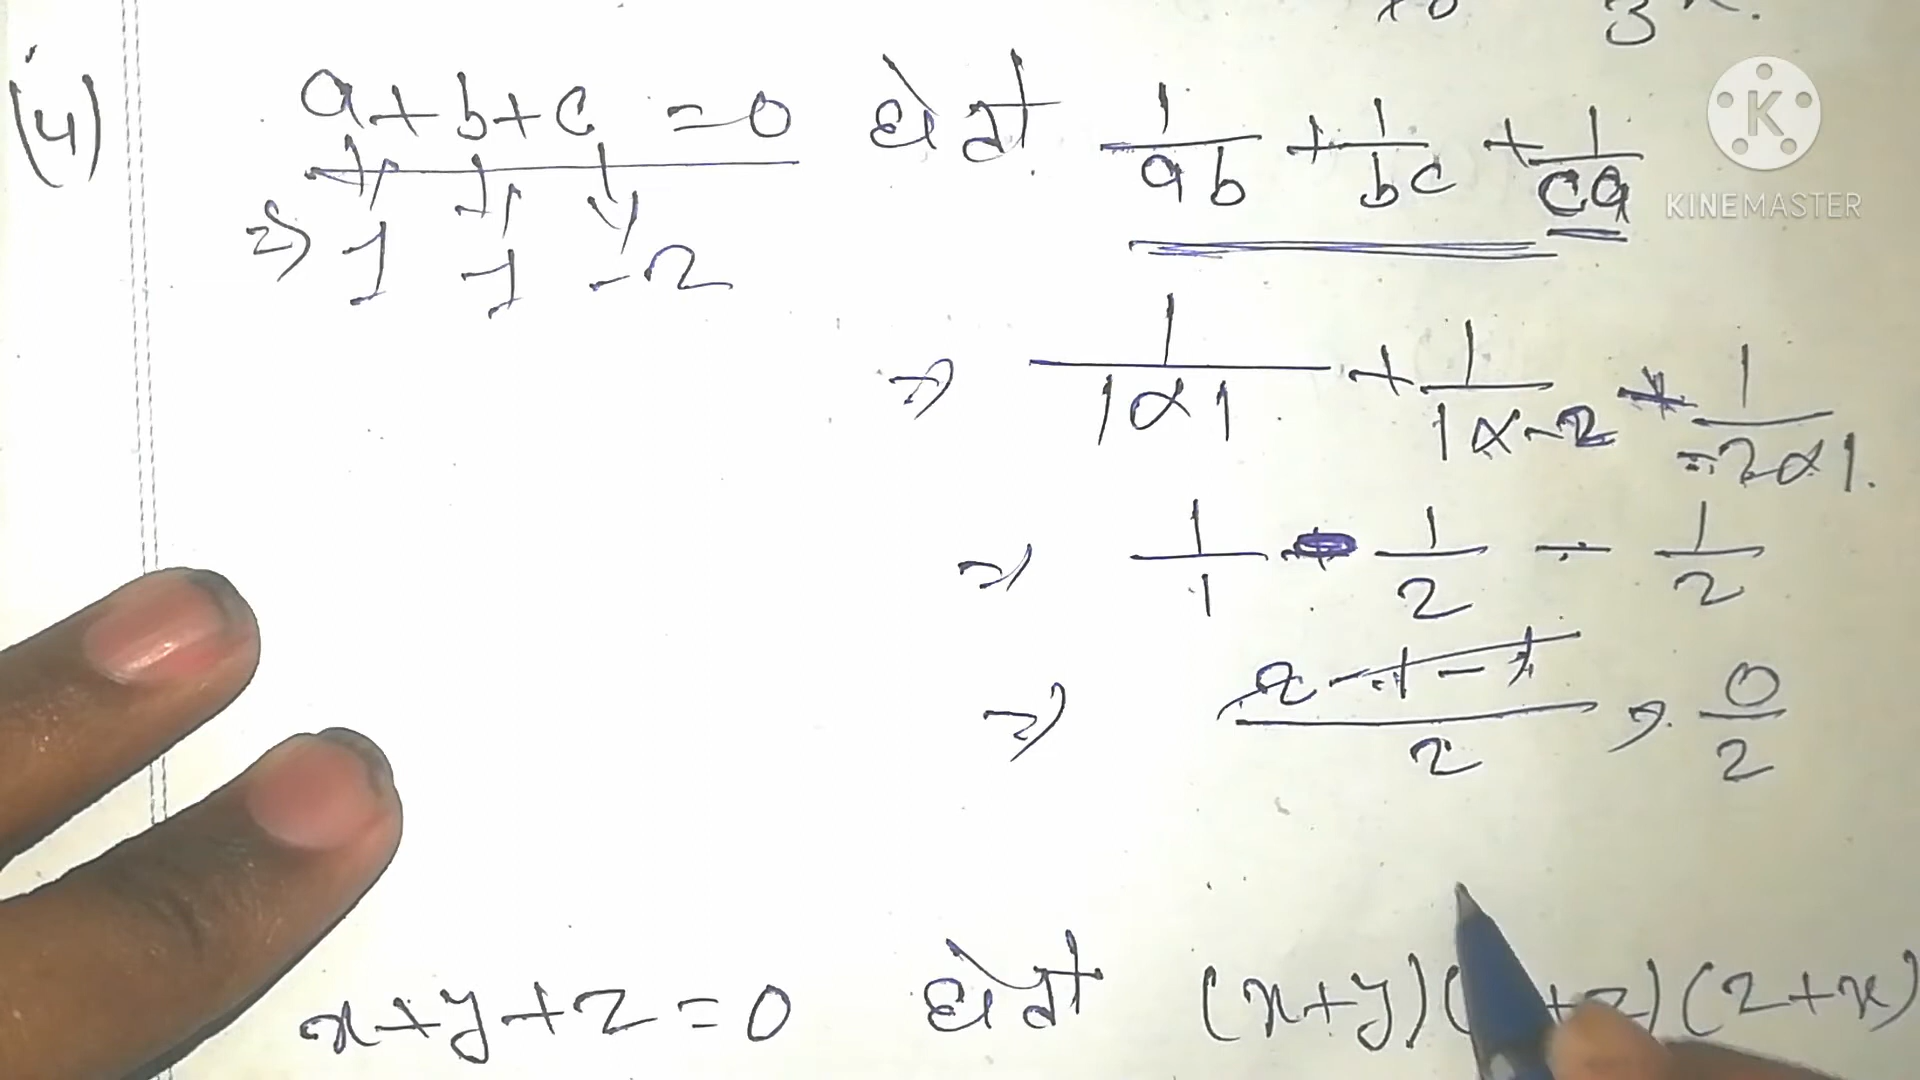 (4) a+b+c =0 होतो 1/ab + 1/bc + 1/ca
K
KINEMASTER
⇒ 1 1 -2
⇒ 1/1×1 + 1/1×-2 + 1/-2×1
⇒ 1/1 - 1/2 - 1/2
⇒ 2-1-1/2 ⇒ 0/2
x+y+z=0 होतो (x+y)( +z)(z+x)